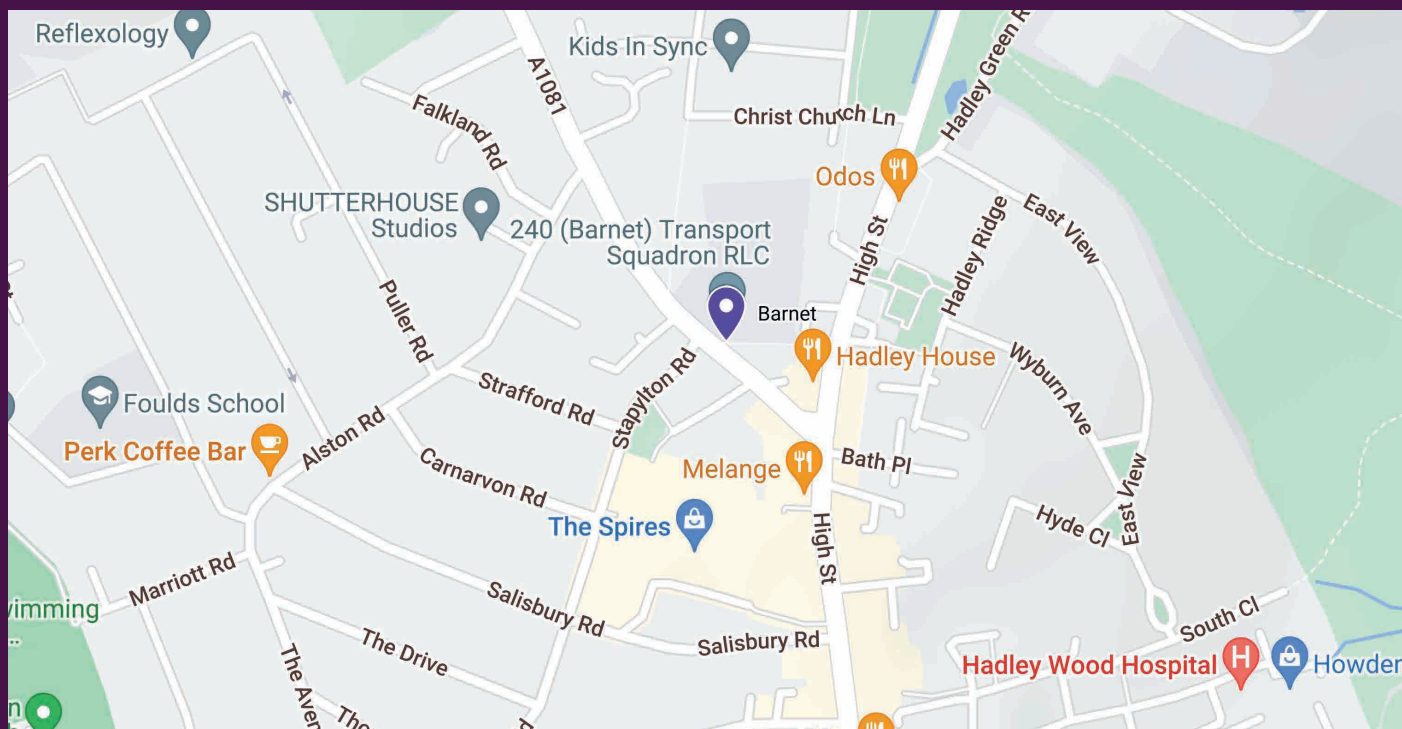 Reflexology
Kids In Sync
A1081
Hadley Green R
Falkland Rd
Christ Church Ln
Odos
SHUTTERHOUSE
Studios
240 (Barnet) Transport
Squadron RLC
High St
Hadley Ridge
East View
Puller Rd
Barnet
Hadley House
Wyburn Ave
Stapylton Rd
Strafford Rd
Foulds School
Perk Coffee Bar
Alston Rd
Carnarvon Rd
Melange
Bath Pl
The Spires
High St
Hyde Cl
East View
Marriott Rd
Salisbury Rd
Salisbury Rd
South Cl
vimming
...
The Drive
The Aven
Hadley Wood Hospital
H
Howden
The
n